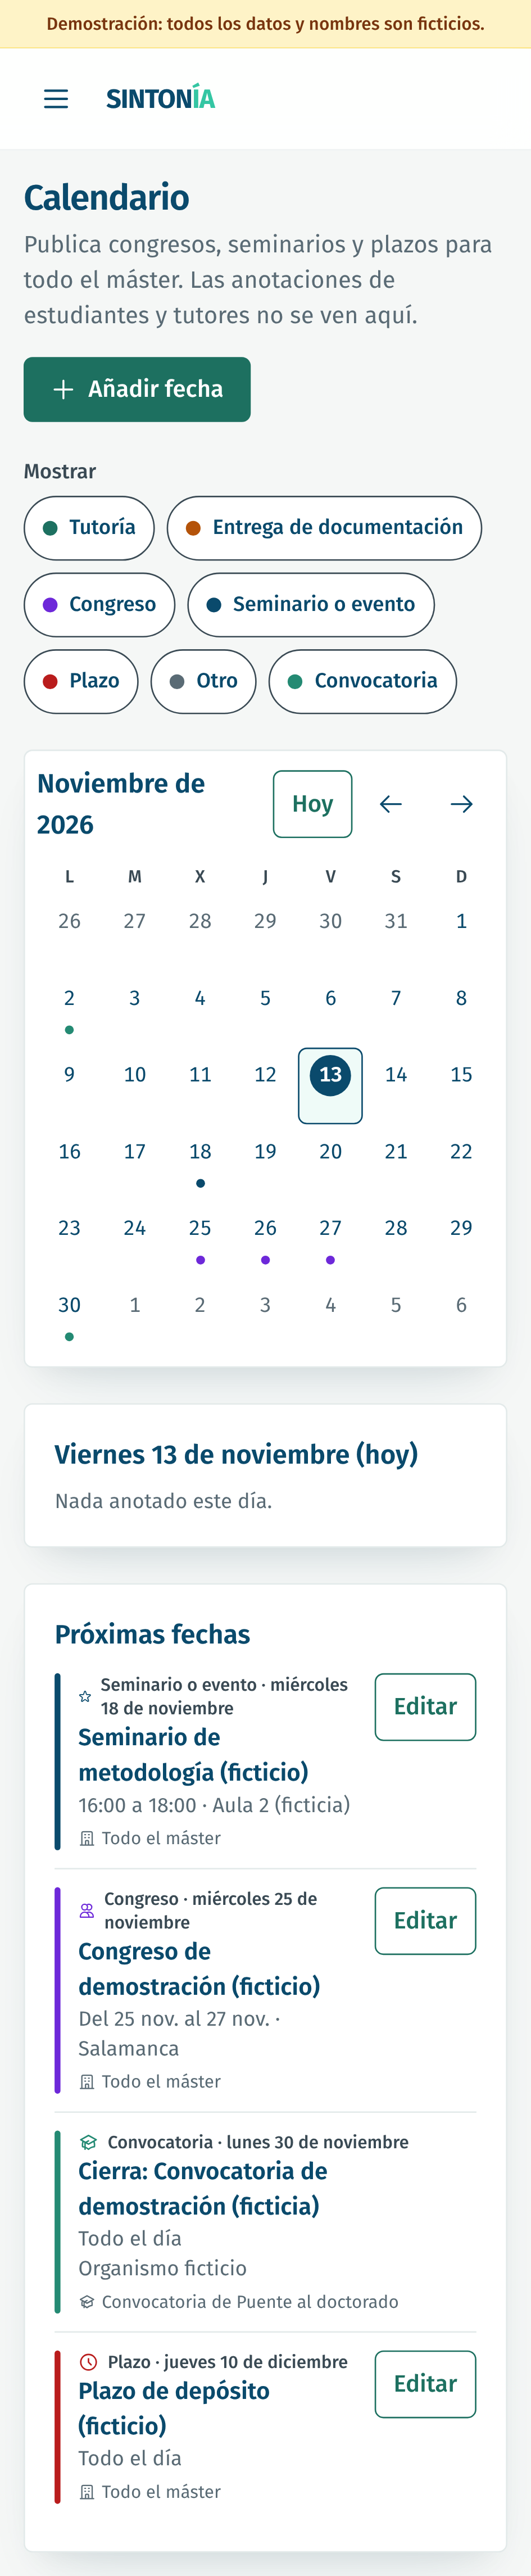 Demostración: todos los datos y nombres son ficticios.
SINTONÍA
Calendario
Publica congresos, seminarios y plazos para
todo el máster. Las anotaciones de
estudiantes y tutores no se ven aquí.
Añadir fecha
Mostrar
Tutoría
Entrega de documentación
Congreso
Seminario o evento
Plazo
Otro
Convocatoria
Noviembre de
2026
Hoy
L M X J V S D
26 27 28 29 30 31 1
2 3 4 5 6 7 8
9 10 11 12 13 14 15
16 17 18 19 20 21 22
23 24 25 26 27 28 29
30 1 2 3 4 5 6
Viernes 13 de noviembre (hoy)
Nada anotado este día.
Próximas fechas
Seminario o evento · miércoles
18 de noviembre
Editar
Seminario de
metodología (ficticio)
16:00 a 18:00 · Aula 2 (ficticia)
Todo el máster
Congreso · miércoles 25 de
noviembre
Editar
Congreso de
demostración (ficticio)
Del 25 nov. al 27 nov. ·
Salamanca
Todo el máster
Convocatoria · lunes 30 de noviembre
Cierra: Convocatoria de
demostración (ficticia)
Todo el día
Organismo ficticio
Convocatoria de Puente al doctorado
Plazo · jueves 10 de diciembre
Editar
Plazo de depósito
(ficticio)
Todo el día
Todo el máster